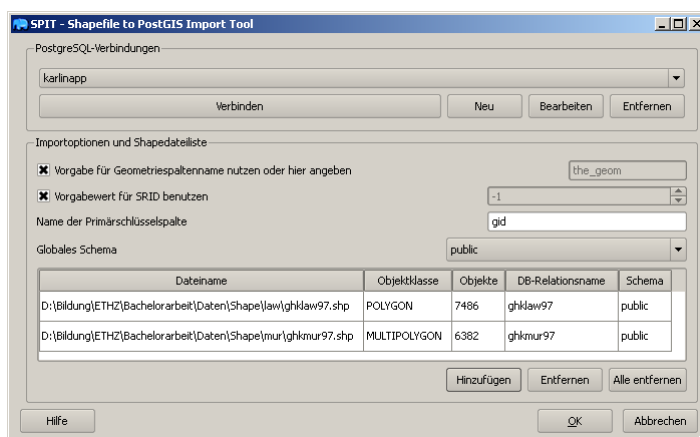 SPIT - Shapefile to PostGIS Import Tool
PostgreSQL-Verbindungen
karlinapp
Verbinden Neu Bearbeiten Entfernen
Importoptionen und Shapedateiliste
Vorgabe für Geometriespaltenname nutzen oder hier angeben the_geom
Vorgabewert für SRID benutzen -1
Name der Primärschlüsselspalte gid
Globales Schema public
Dateiname Objektklasse Objekte DB-Relationsname Schema
D:\Bildung\ETHZ\Bachelorarbeit\Daten\Shape\law\ghklaw97.shp POLYGON 7486 ghklaw97 public
D:\Bildung\ETHZ\Bachelorarbeit\Daten\Shape\mur\ghkmur97.shp MULTIPOLYGON 6382 ghkmur97 public
Hinzufügen Entfernen Alle entfernen
Hilfe OK Abbrechen